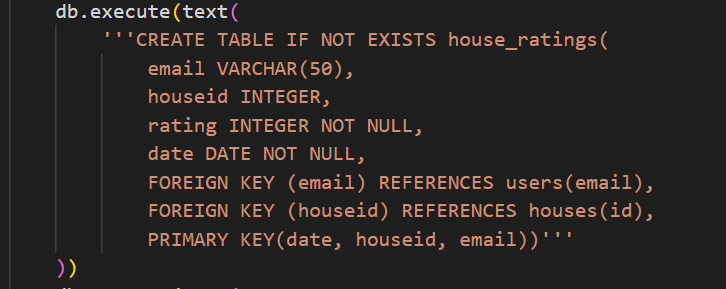 db.execute(text(
'''CREATE TABLE IF NOT EXISTS house_ratings(
email VARCHAR(50),
houseid INTEGER,
rating INTEGER NOT NULL,
date DATE NOT NULL,
FOREIGN KEY (email) REFERENCES users(email),
FOREIGN KEY (houseid) REFERENCES houses(id),
PRIMARY KEY(date, houseid, email))'''
))